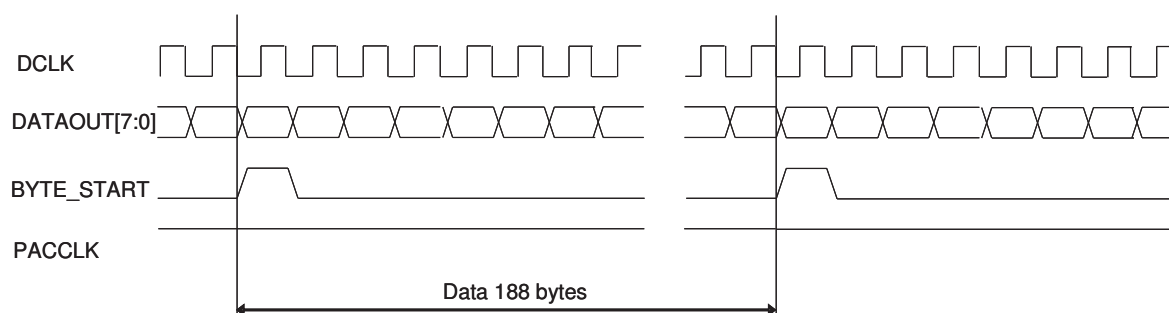 DCLK
DATAOUT[7:0]
BYTE_START
PACCLK
Data 188 bytes